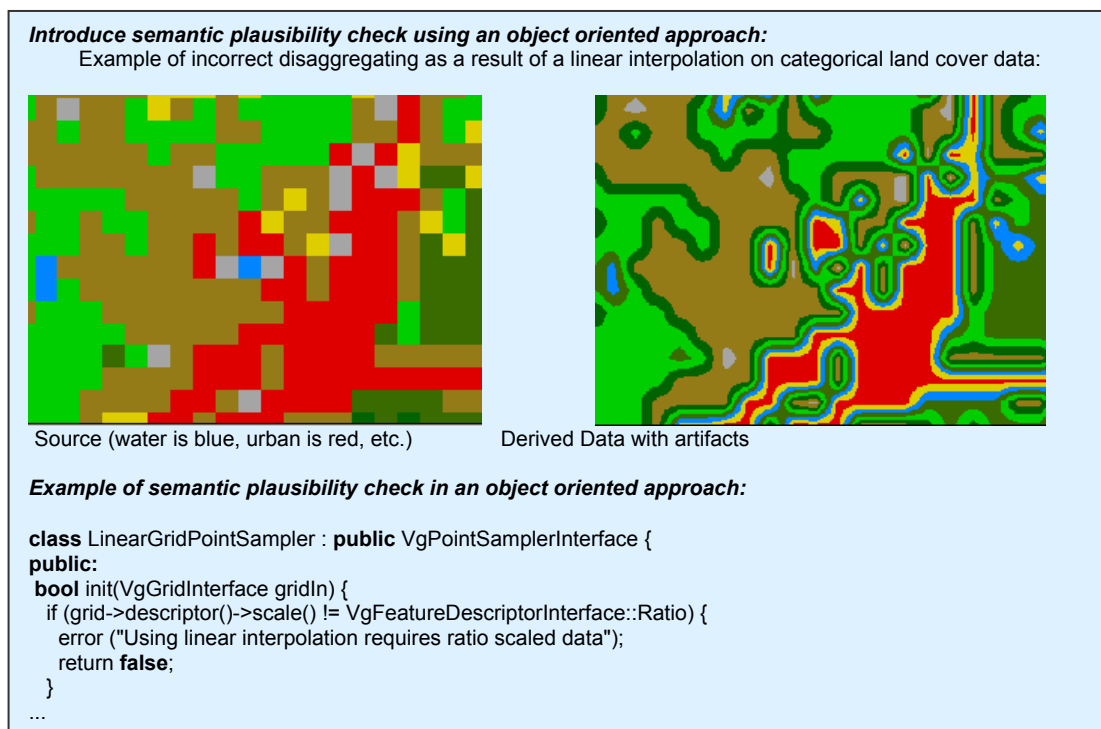 Introduce semantic plausibility check using an object oriented approach:
Example of incorrect disaggregating as a result of a linear interpolation on categorical land cover data:
Source (water is blue, urban is red, etc.)
Derived Data with artifacts
Example of semantic plausibility check in an object oriented approach:
class LinearGridPointSampler : public VgPointSamplerInterface {
public:
bool init(VgGridInterface gridIn) {
if (grid->descriptor()->scale() != VgFeatureDescriptorInterface::Ratio) {
error ("Using linear interpolation requires ratio scaled data");
return false;
}
...